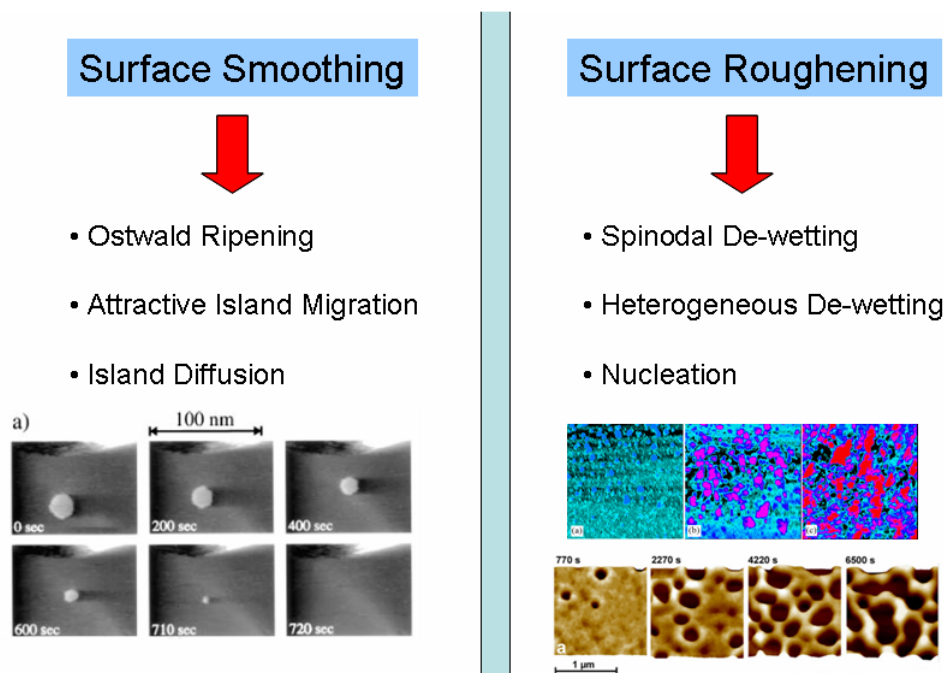 Surface Smoothing
• Ostwald Ripening
• Attractive Island Migration
• Island Diffusion
a)
100 nm
0 sec
200 sec
400 sec
600 sec
710 sec
720 sec
Surface Roughening
• Spinodal De-wetting
• Heterogeneous De-wetting
• Nucleation
(a)
(b)
(c)
770 s
2270 s
4220 s
6500 s
a
1 µm